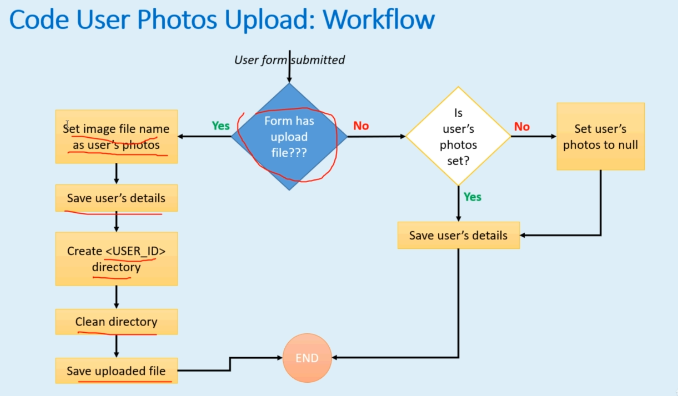 Code User Photos Upload: Workflow
User form submitted
Form has
upload
file???
Yes
No
Set image file name
as user's photos
Save user's details
Create <USER_ID>
directory
Clean directory
Save uploaded file
Is
user's
photos
set?
No
Yes
Set user's
photos to null
Save user's details
END